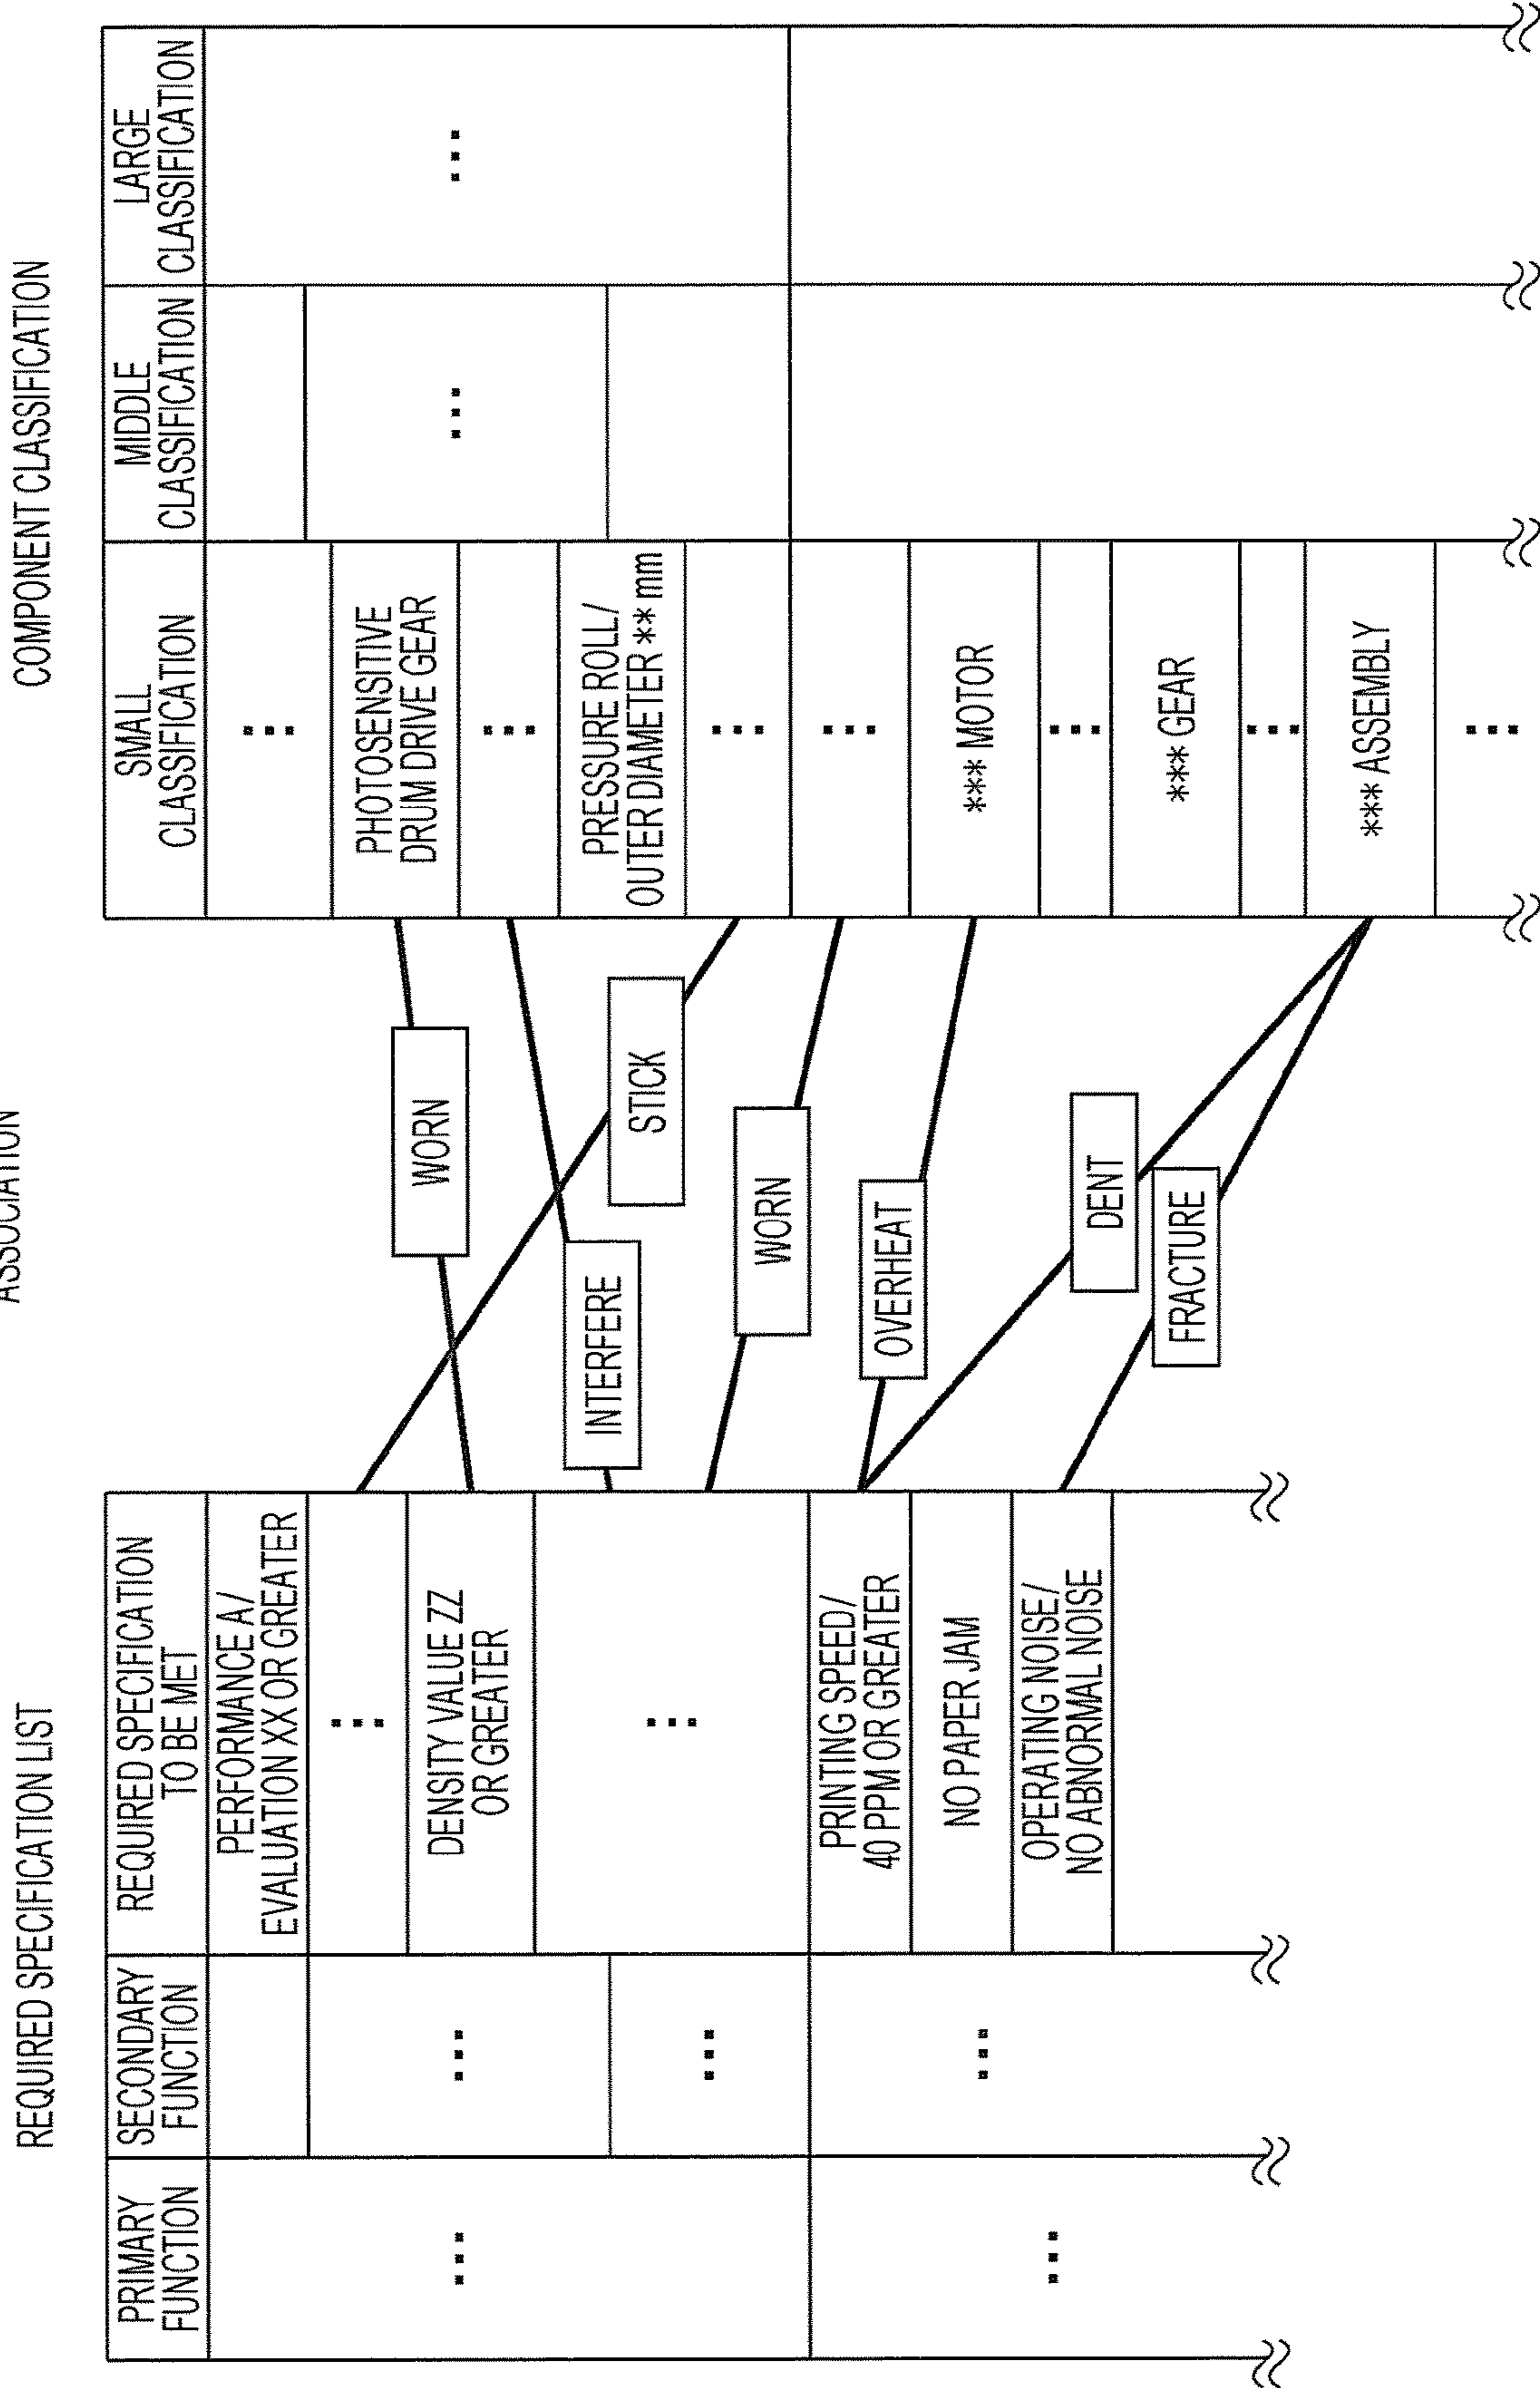 REQUIRED SPECIFICATION LIST
PRIMARY
FUNCTION
SECONDARY
FUNCTION
REQUIRED SPECIFICATION
TO BE MET
PERFORMANCE A/
EVALUATION XX OR GREATER
DENSITY VALUE ZZ
OR GREATER
PRINTING SPEED/
40 PPM OR GREATER
NO PAPER JAM
OPERATING NOISE/
NO ABNORMAL NOISE
ASSOCIATION
WORN
INTERFERE
STICK
WORN
OVERHEAT
DENT
FRACTURE
COMPONENT CLASSIFICATION
SMALL
CLASSIFICATION
MIDDLE
CLASSIFICATION
LARGE
CLASSIFICATION
PHOTOSENSITIVE
DRUM DRIVE GEAR
PRESSURE ROLL/
OUTER DIAMETER ** mm
*** MOTOR
*** GEAR
*** ASSEMBLY